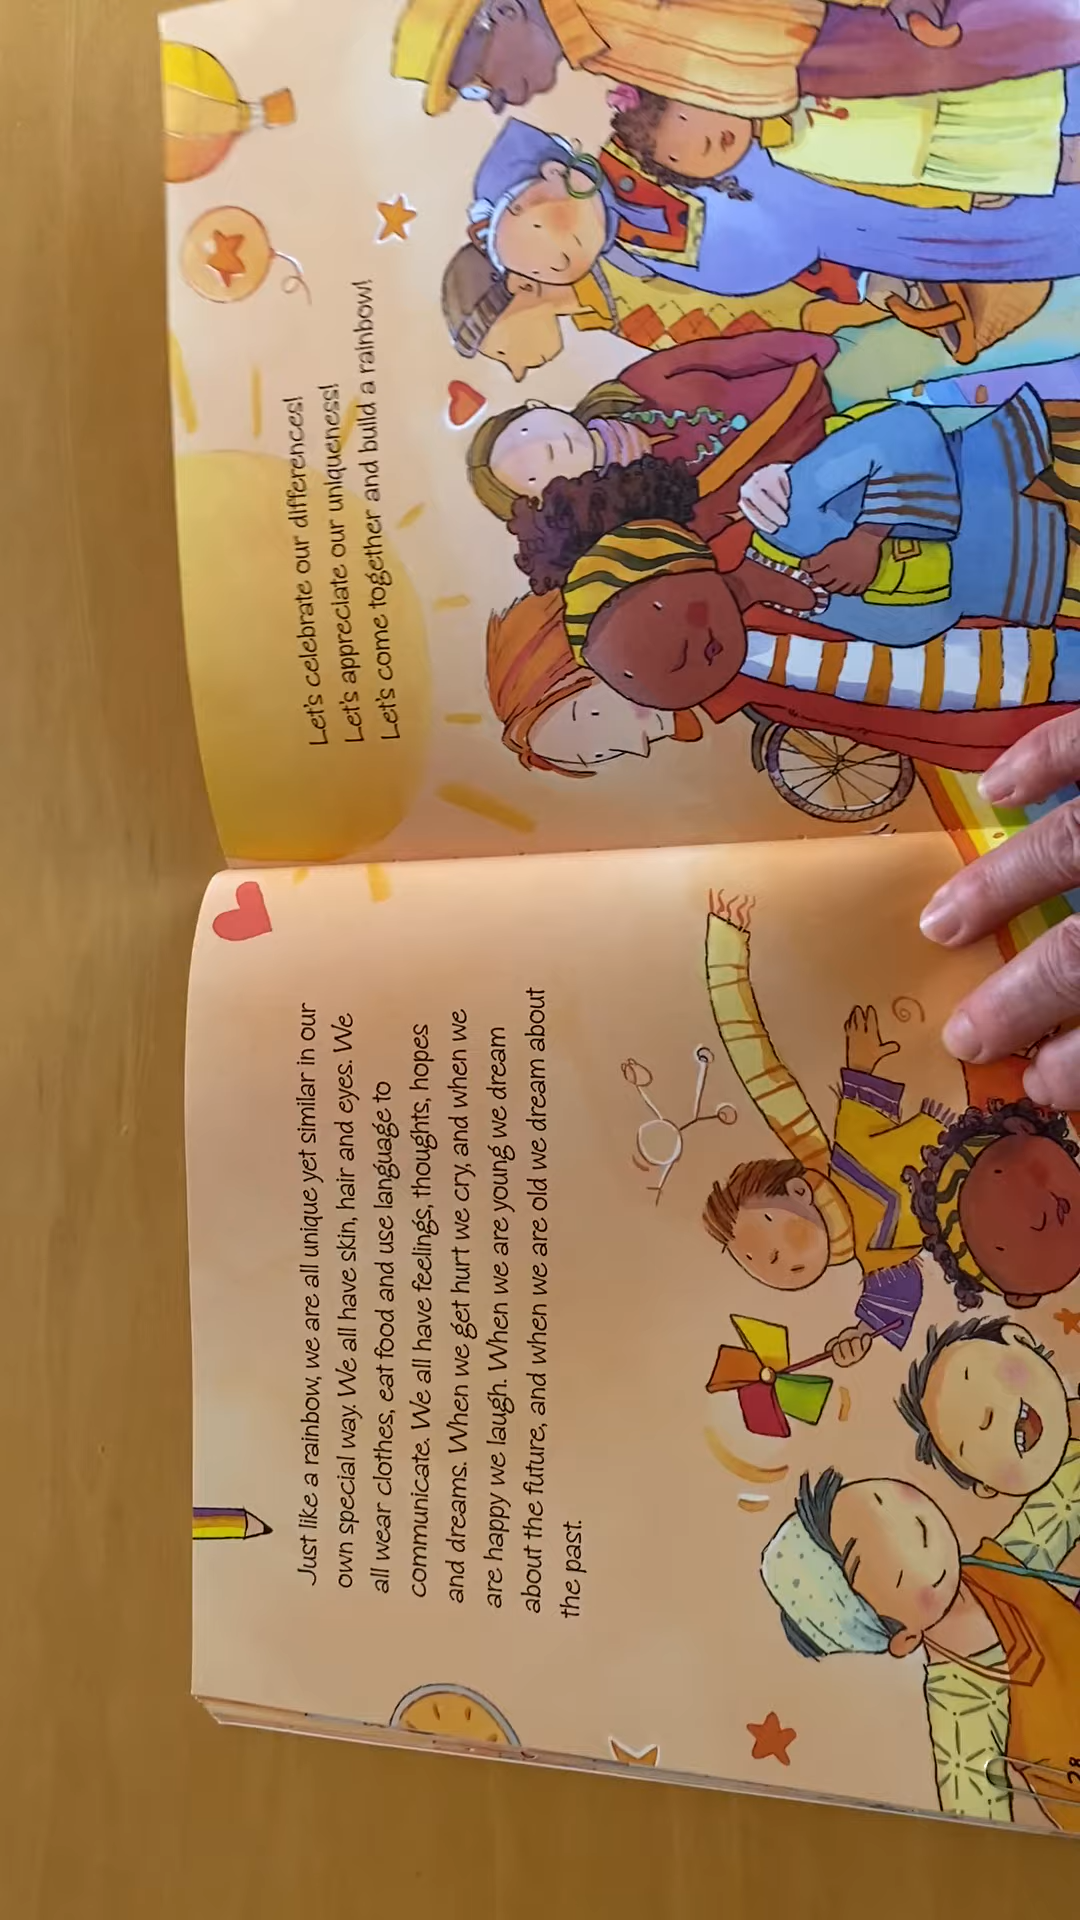 Just like a rainbow, we are all unique yet similar in our
own special way. We all have skin, hair and eyes. We
all wear clothes, eat food and use language to
communicate. We all have feelings, thoughts, hopes
and dreams. When we get hurt we cry, and when we
are happy we laugh. When we are young we dream
about the future, and when we are old we dream about
the past.
28
Let's celebrate our differences!
Let's appreciate our uniqueness!
Let's come together and build a rainbow!